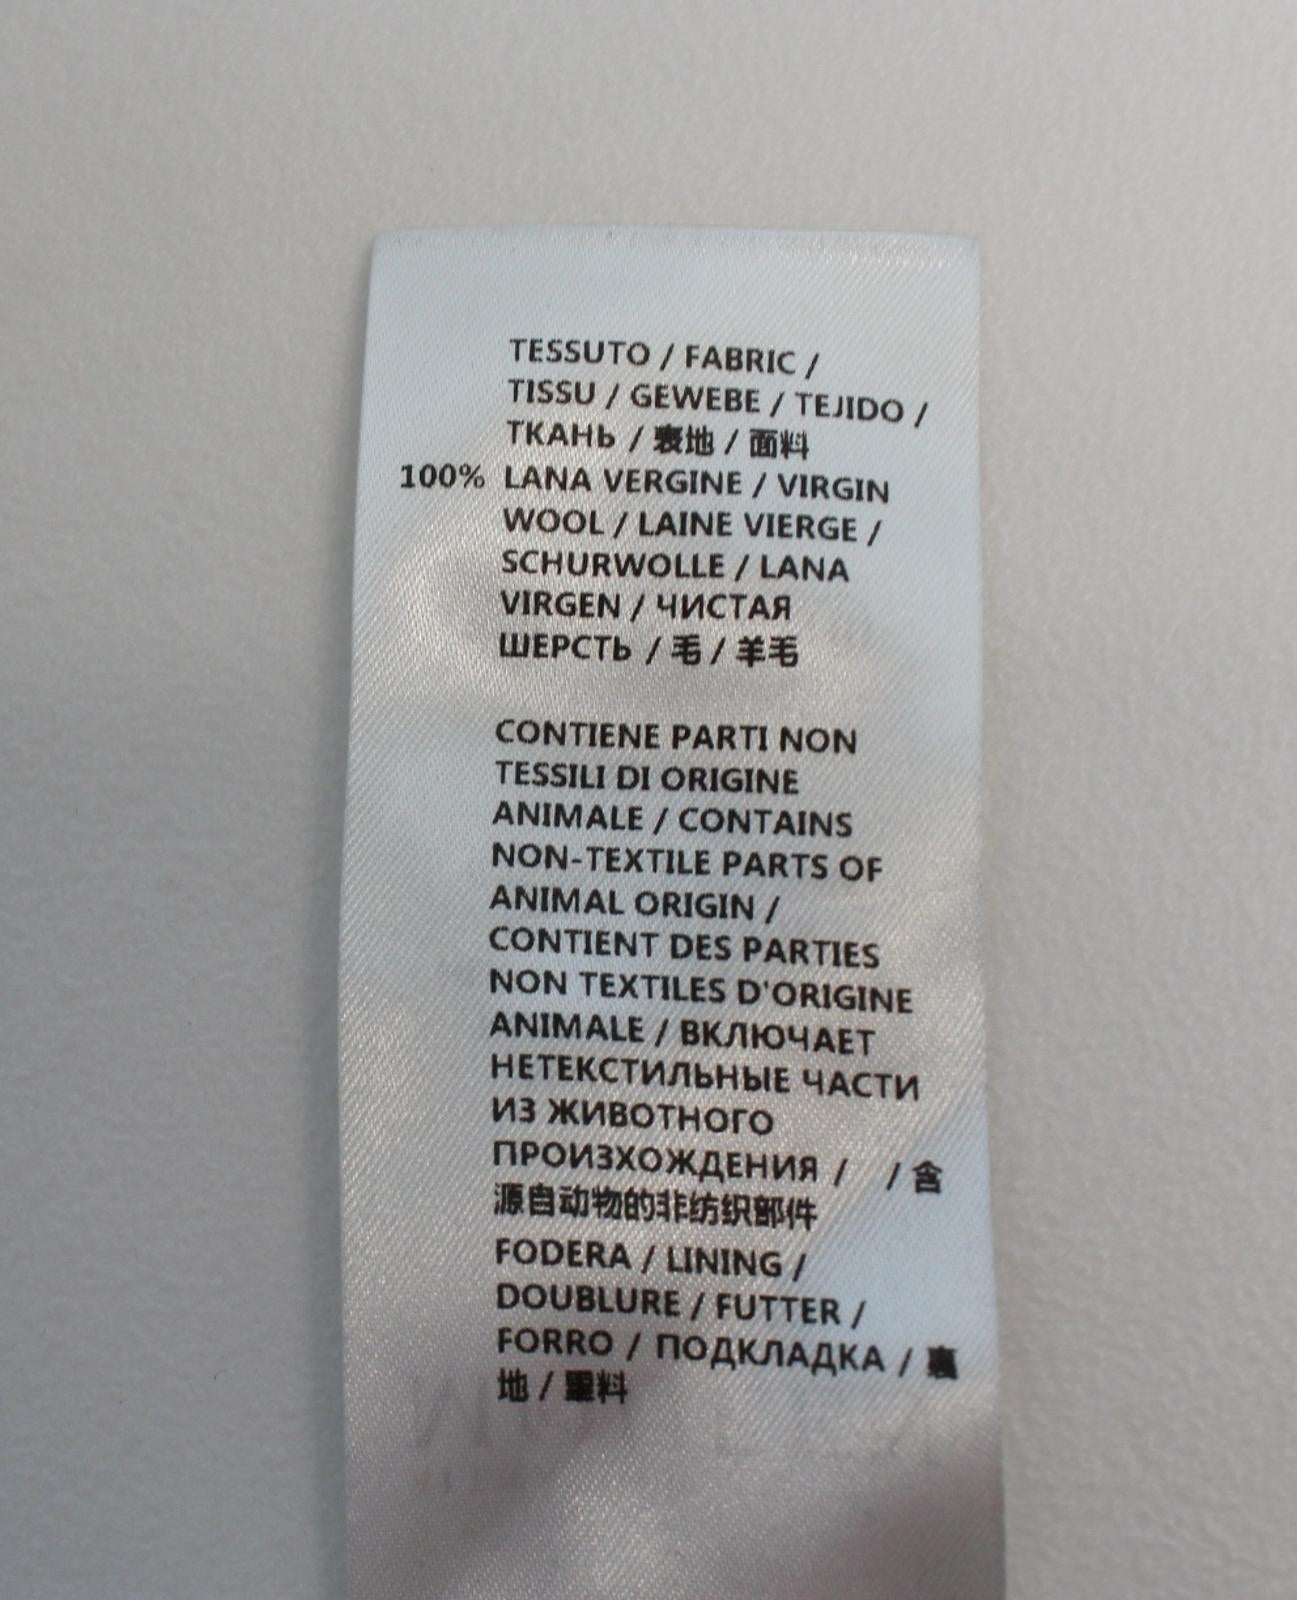 TESSUTO / FABRIC /
TISSU / GEWEBE / TEJIDO /
ТКАНЬ / 表地 / 面料
100% LANA VERGINE / VIRGIN
WOOL / LAINE VIERGE /
SCHURWOLLE / LANA
VIRGEN / ЧИСТАЯ
ШЕРСТЬ / 毛 / 羊毛
CONTIENE PARTI NON
TESSILI DI ORIGINE
ANIMALE / CONTAINS
NON-TEXTILE PARTS OF
ANIMAL ORIGIN /
CONTIENT DES PARTIES
NON TEXTILES D'ORIGINE
ANIMALE / ВКЛЮЧАЕТ
НЕТЕКСТИЛЬНЫЕ ЧАСТИ
ИЗ ЖИВОТНОГО
ПРОИЗХОЖДЕНИЯ / / 含
源自动物的非纺织部件
FODERA / LINING /
DOUBLURE / FUTTER /
FORRO / ПОДКЛАДКА / 裏
地 / 里料